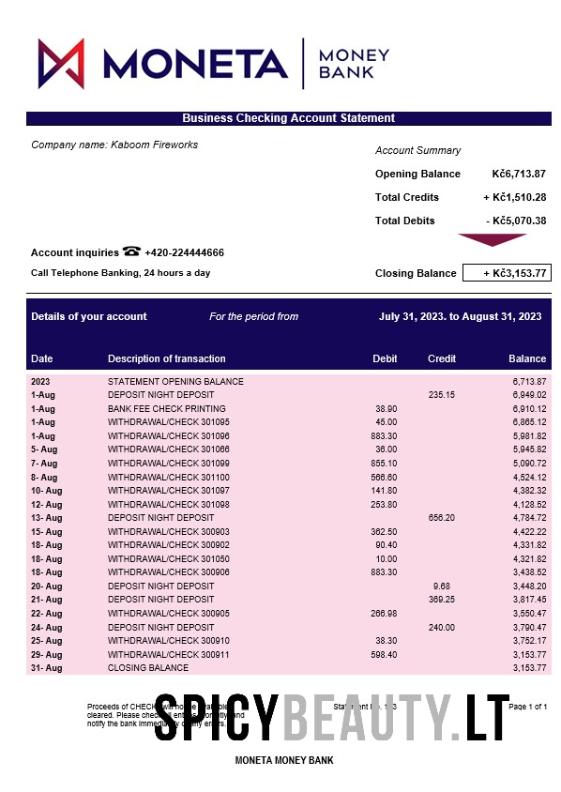 MONETA MONEY BANK
Business Checking Account Statement
Company name: Kaboom Fireworks
Account Summary
Opening Balance Kč6,713.87
Total Credits + Kč1,510.28
Total Debits - Kč5,070.38
Account inquiries ☎ +420-224444666
Call Telephone Banking, 24 hours a day
Closing Balance + Kč3,153.77
Details of your account For the period from July 31, 2023. to August 31, 2023
Date Description of transaction Debit Credit Balance
2023 STATEMENT OPENING BALANCE 6,713.87
1-Aug DEPOSIT NIGHT DEPOSIT 235.15 6,949.02
1-Aug BANK FEE CHECK PRINTING 38.90 6,910.12
1-Aug WITHDRAWAL/CHECK 301095 45.00 6,865.12
1-Aug WITHDRAWAL/CHECK 301096 883.30 5,981.82
5- Aug WITHDRAWAL/CHECK 301066 36.00 5,945.82
7- Aug WITHDRAWAL/CHECK 301099 855.10 5,090.72
8- Aug WITHDRAWAL/CHECK 301100 566.60 4,524.12
10- Aug WITHDRAWAL/CHECK 301097 141.80 4,382.32
12- Aug WITHDRAWAL/CHECK 301098 253.80 4,128.52
13- Aug DEPOSIT NIGHT DEPOSIT 656.20 4,784.72
15- Aug WITHDRAWAL/CHECK 300903 362.50 4,422.22
18- Aug WITHDRAWAL/CHECK 300902 90.40 4,331.82
18- Aug WITHDRAWAL/CHECK 301050 10.00 4,321.82
18- Aug WITHDRAWAL/CHECK 300906 883.30 3,438.52
20- Aug DEPOSIT NIGHT DEPOSIT 9.68 3,448.20
21- Aug DEPOSIT NIGHT DEPOSIT 369.25 3,817.45
22- Aug WITHDRAWAL/CHECK 300905 266.98 3,550.47
24- Aug DEPOSIT NIGHT DEPOSIT 240.00 3,790.47
25- Aug WITHDRAWAL/CHECK 300910 38.30 3,752.17
29- Aug WITHDRAWAL/CHECK 300911 598.40 3,153.77
31- Aug CLOSING BALANCE 3,153.77
Proceeds of Page 1 of 1
cleared. Please and
notify the bank
SPICYBEAUTY.LT
MONETA MONEY BANK